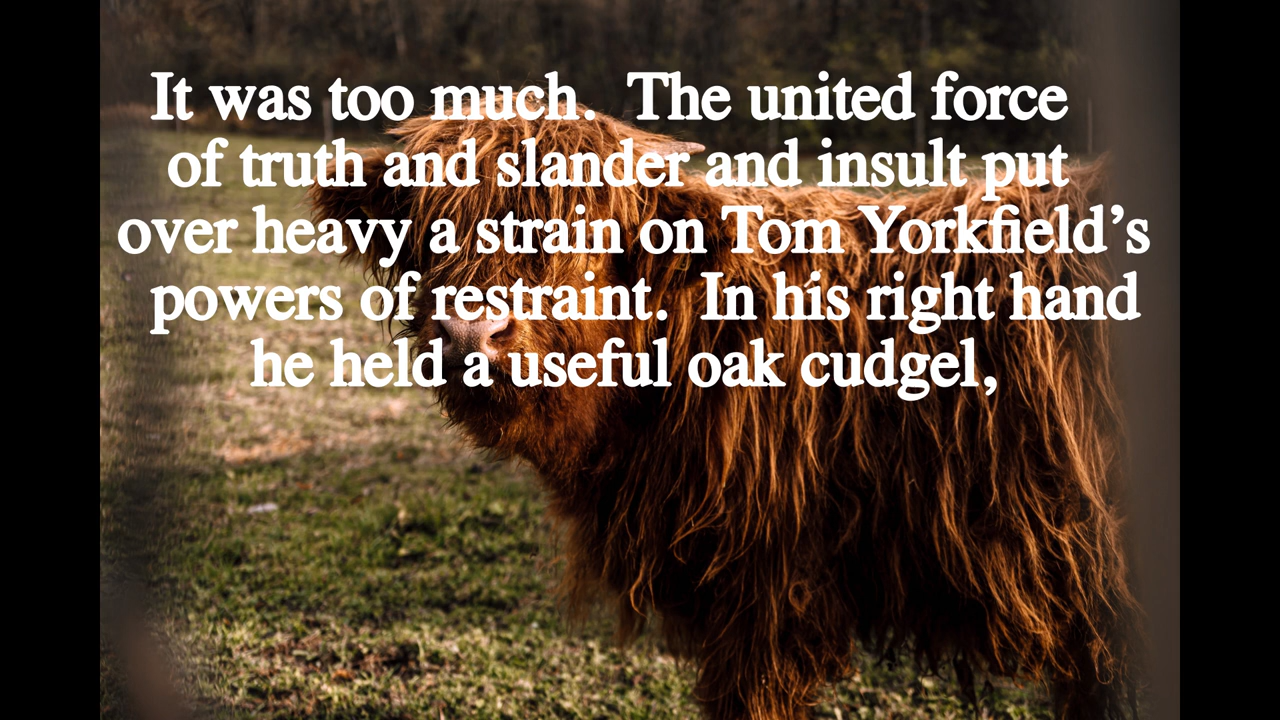 It was too much.  The united force
of truth and slander and insult put
over heavy a strain on Tom Yorkfield’s
powers of restraint.  In his right hand
he held a useful oak cudgel,